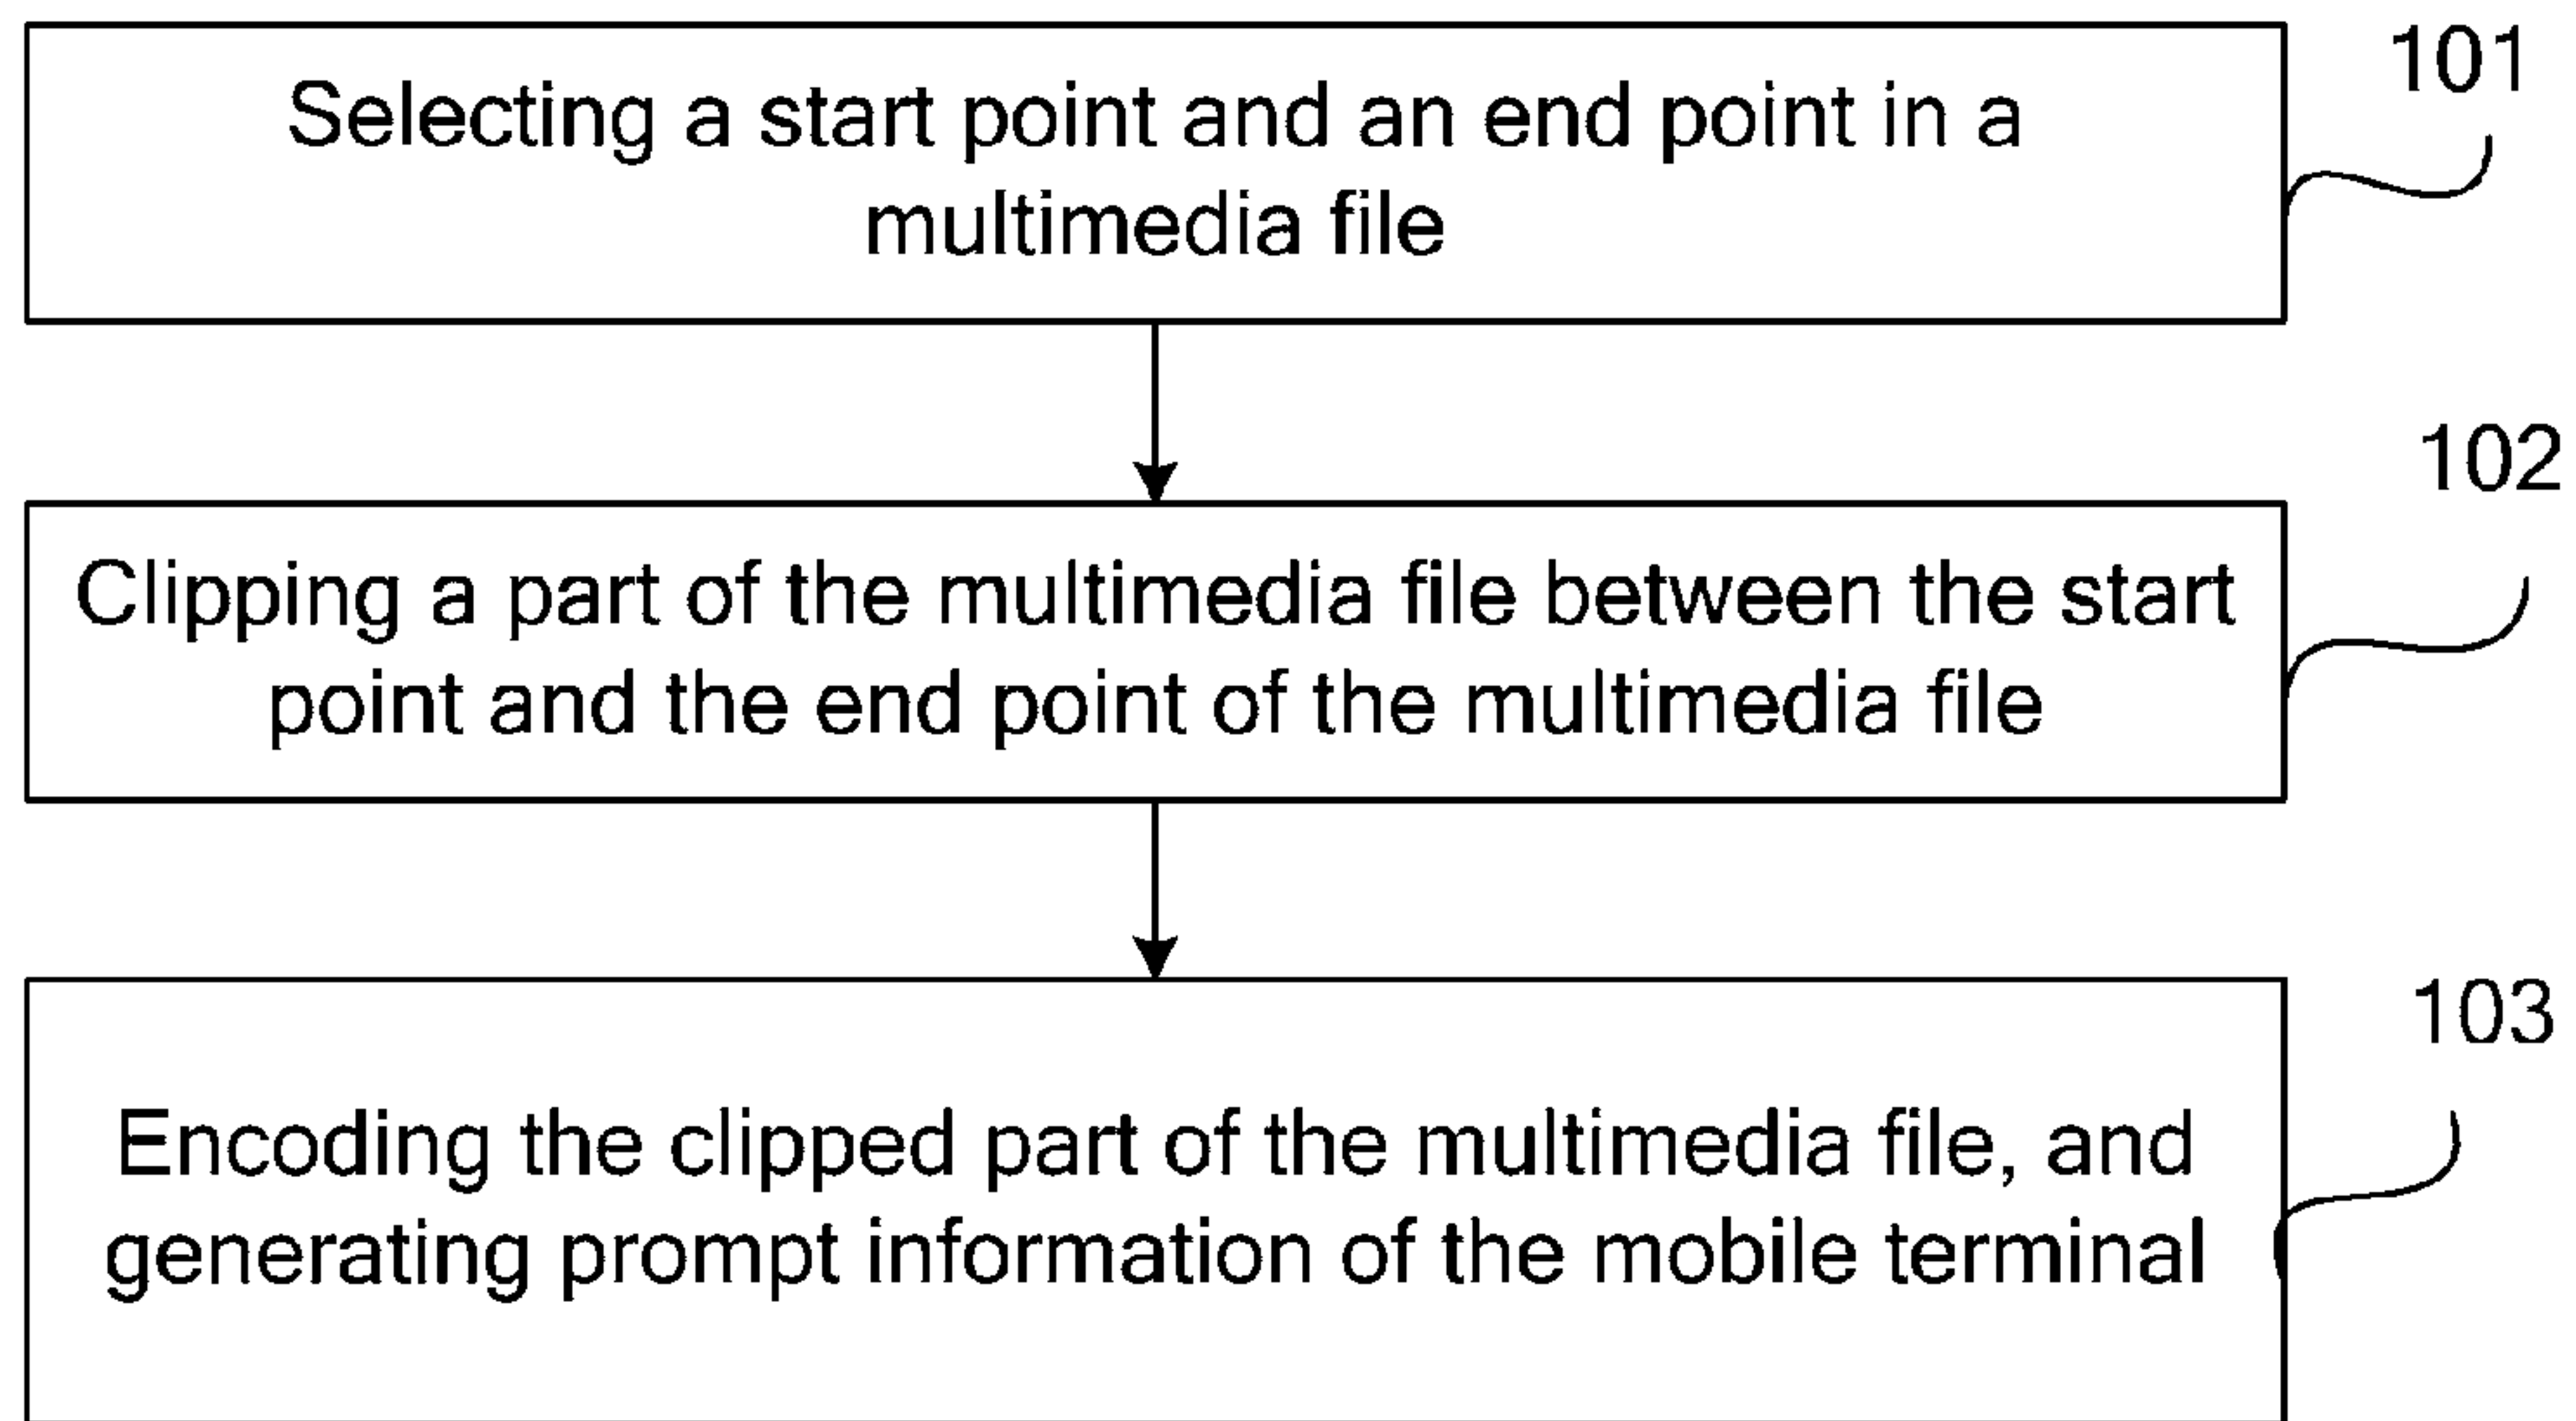 101
Selecting a start point and an end point in a
multimedia file
102
Clipping a part of the multimedia file between the start
point and the end point of the multimedia file
103
Encoding the clipped part of the multimedia file, and
generating prompt information of the mobile terminal